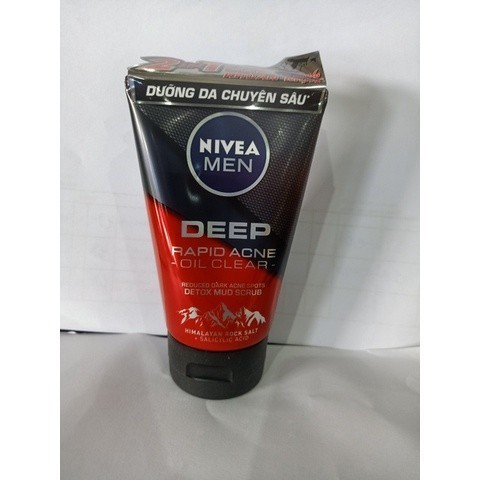 2in1
DƯỠNG DA CHUYÊN SÂU*
NIVEA
MEN
DEEP
RAPID ACNE
-OIL CLEAR-
REDUCED DARK ACNE SPOTS
DETOX MUD SCRUB
HIMALAYAN ROCK SALT
+ SALICYLIC ACID